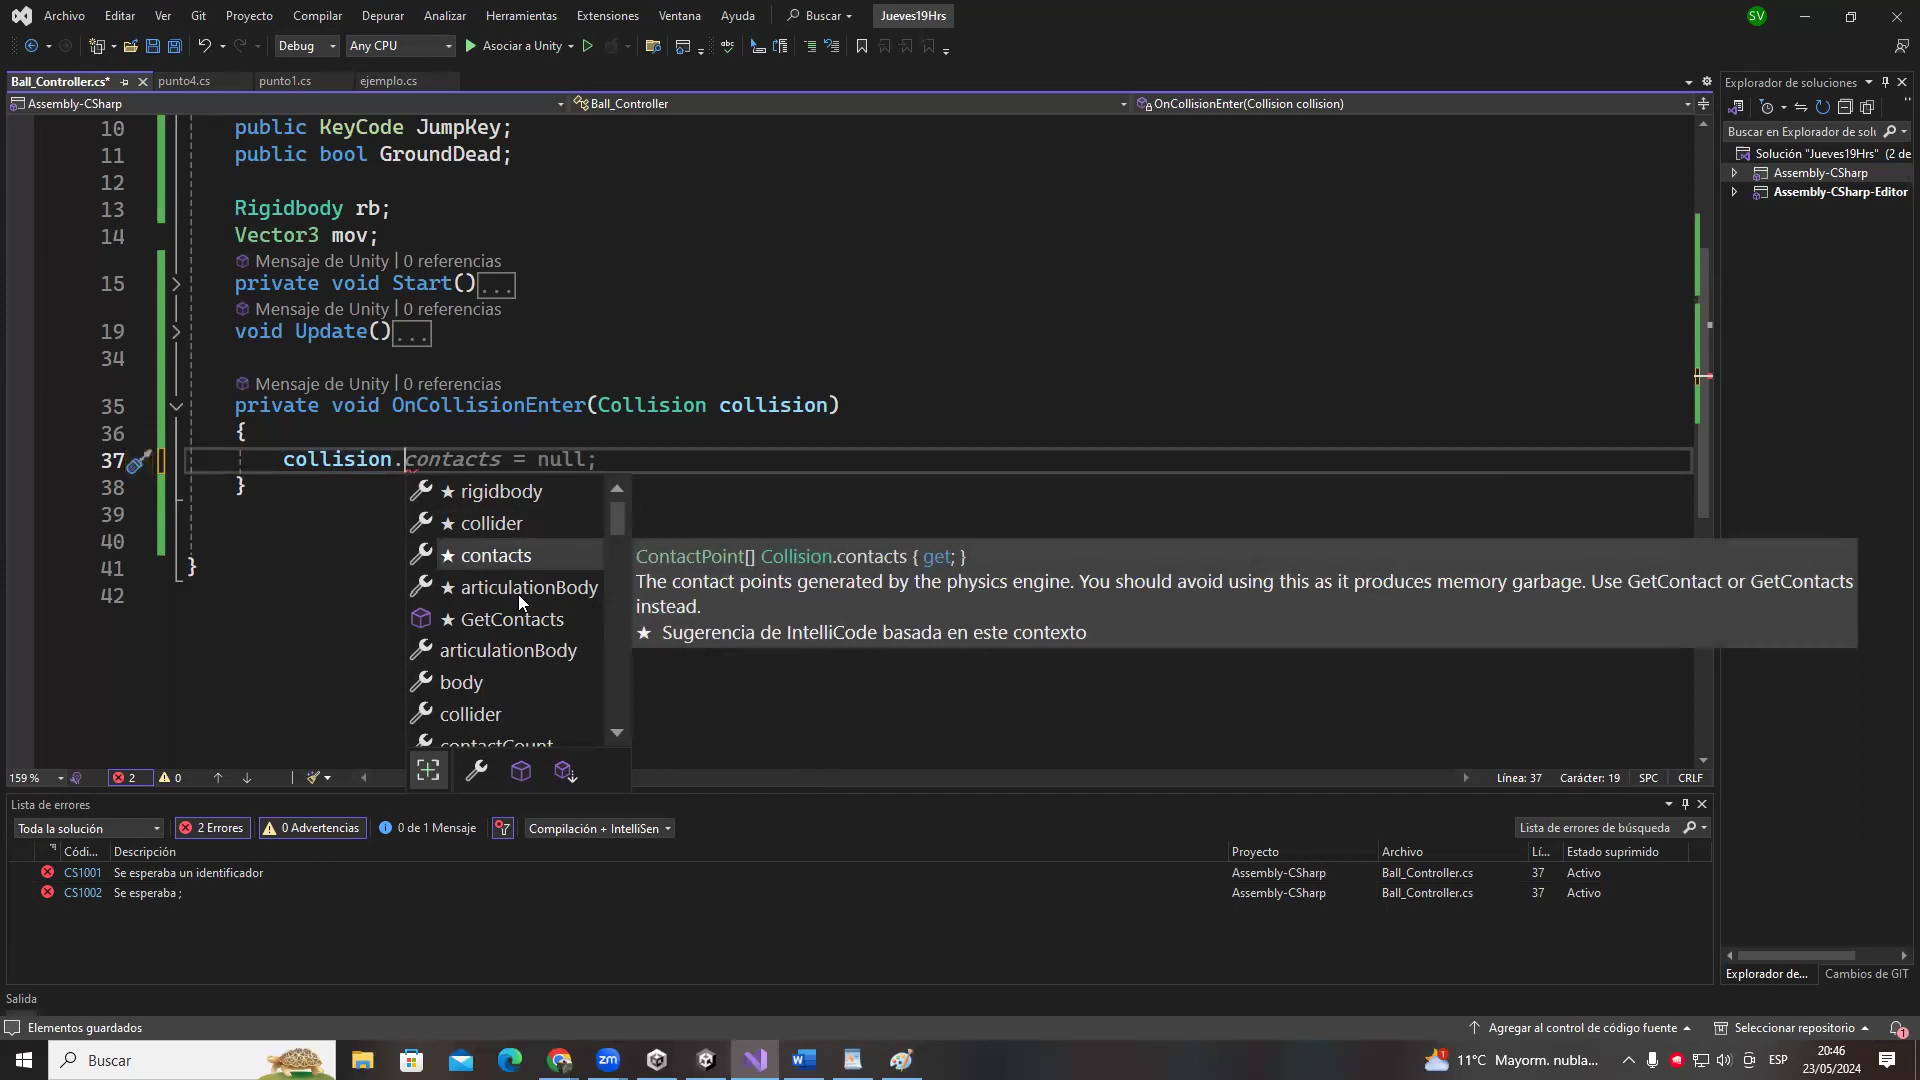 Archivo Editar Ver Git Proyecto Compilar Depurar Analizar Herramientas Extensiones Ventana Ayuda Buscar Jueves19Hrs SV
Debug Any CPU Asociar a Unity
Ball_Controller.cs* punto4.cs punto1.cs ejemplo.cs
Assembly-CSharp Ball_Controller OnCollisionEnter(Collision collision)
10 public KeyCode JumpKey;
11 public bool GroundDead;
12
13 Rigidbody rb;
14 Vector3 mov;
Mensaje de Unity | 0 referencias
15 private void Start()...
Mensaje de Unity | 0 referencias
19 void Update()...
34
Mensaje de Unity | 0 referencias
35 private void OnCollisionEnter(Collision collision)
36 {
37 collision.contacts = null;
38 }
39
40
41 }
42
★ rigidbody
★ collider
★ contacts
★ articulationBody
★ GetContacts
articulationBody
body
collider
contactCount
ContactPoint[] Collision.contacts { get; }
The contact points generated by the physics engine. You should avoid using this as it produces memory garbage. Use GetContact or GetContacts
instead.
★ Sugerencia de IntelliCode basada en este contexto
159 % 2 0 Línea: 37 Carácter: 19 SPC CRLF
Lista de errores
Toda la solución 2 Errores 0 Advertencias 0 de 1 Mensaje Compilación + IntelliSen Lista de errores de búsqueda
Códi... Descripción Proyecto Archivo Lí... Estado suprimido
CS1001 Se esperaba un identificador Assembly-CSharp Ball_Controller.cs 37 Activo
CS1002 Se esperaba ; Assembly-CSharp Ball_Controller.cs 37 Activo
Explorador de soluciones
Buscar en Explorador de solu
Solución "Jueves19Hrs" (2 de
Assembly-CSharp
Assembly-CSharp-Editor
Explorador de... Cambios de GIT
Salida
Elementos guardados Agregar al control de código fuente Seleccionar repositorio 1
Buscar zm W 11°C Mayorm. nubla... ESP 20:46
23/05/2024